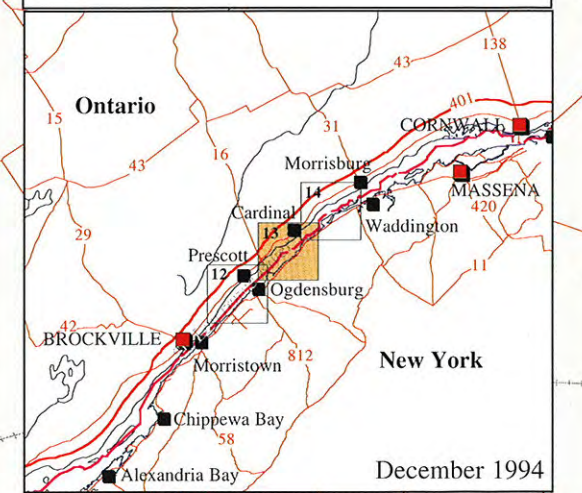 138
43
401
15
Ontario
CORNWALL
31
16
43
Morrisburg
14
MASSENA
420
Cardinal
Waddington
13
29
Prescott
12
11
Ogdensburg
42
BROCKVILLE
812
New York
Morristown
Chippewa Bay
58
Alexandria Bay
December 1994